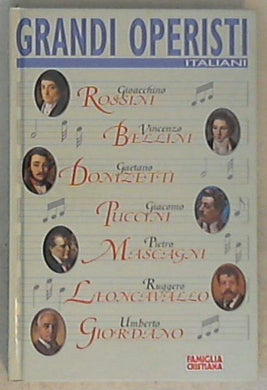 GRANDI OPERISTI
ITALIANI
Gioacchino
ROSSINI
Vincenzo
BELLINI
Gaetano
DONIZETTI
Giacomo
PUCCINI
Pietro
MASCAGNI
Ruggero
LEONCAVALLO
Umberto
GIORDANO
FAMIGLIA
CRISTIANA